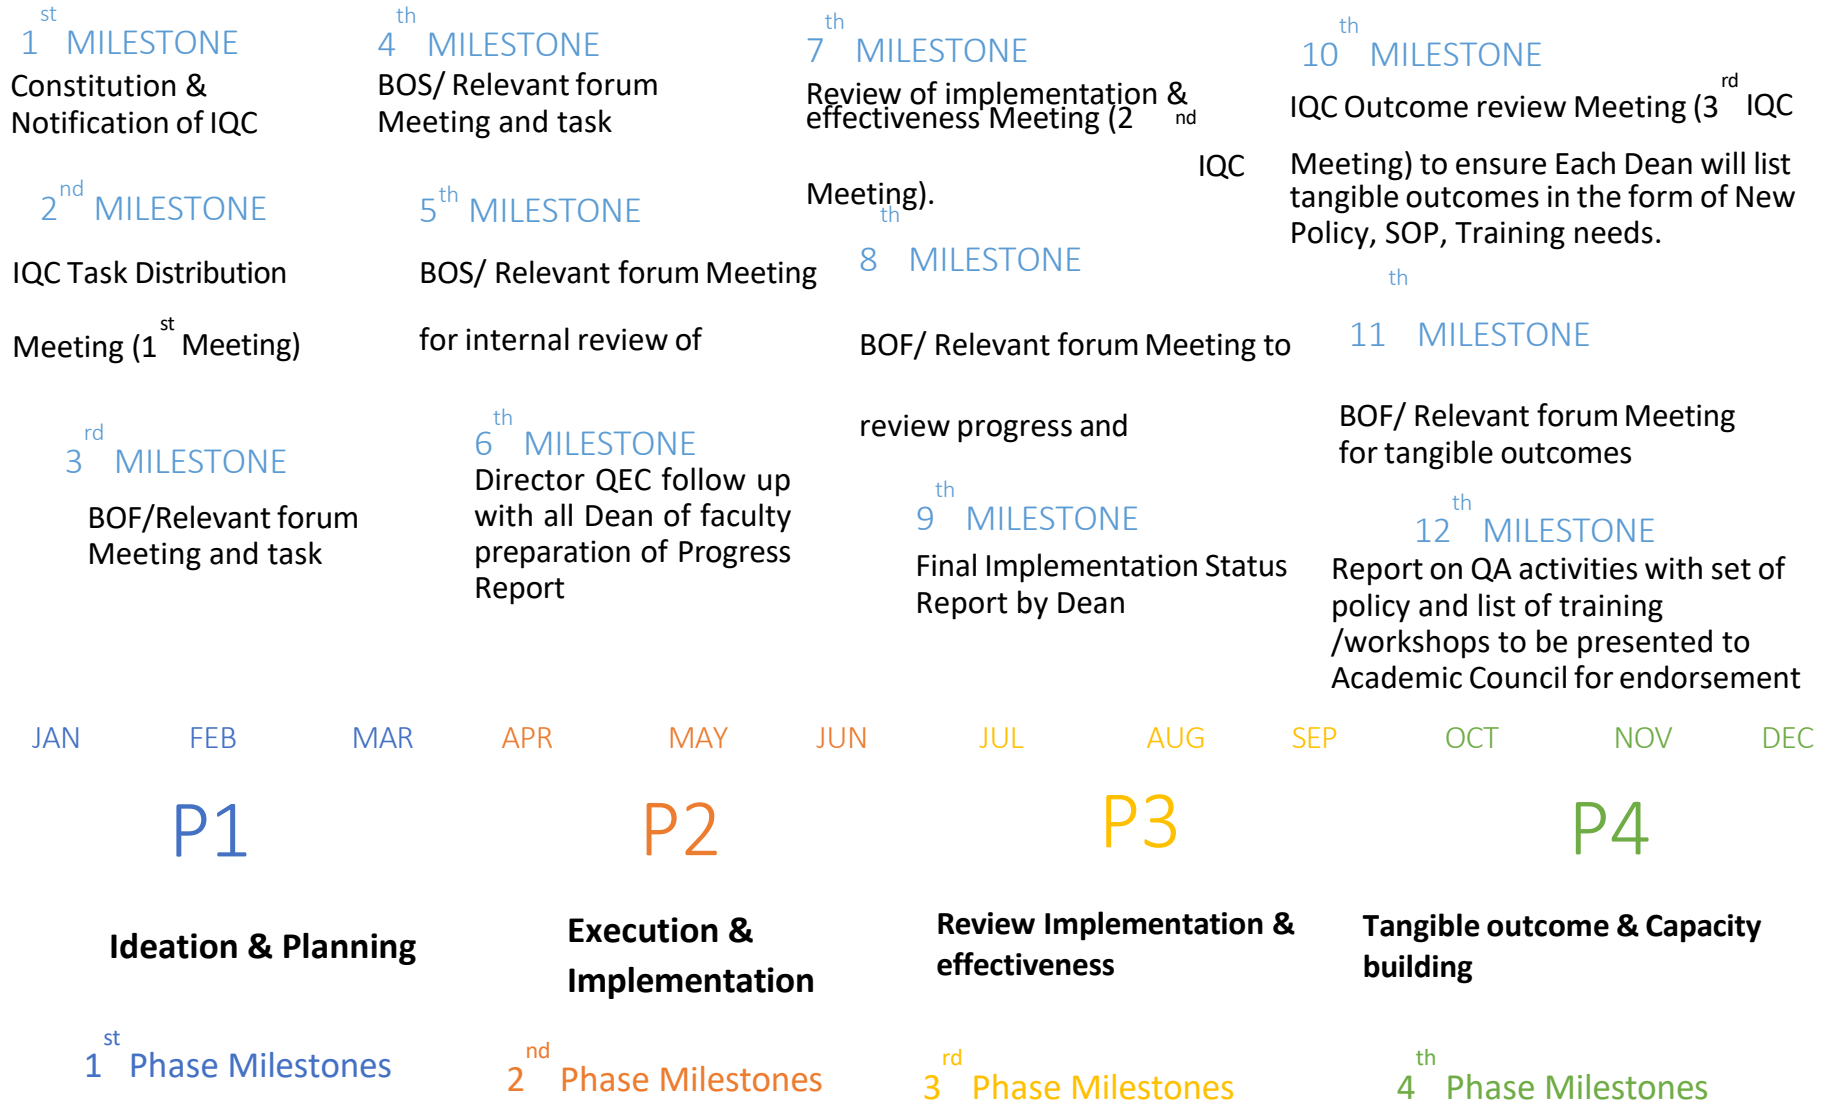 1st MILESTONE
Constitution &
Notification of IQC
2nd MILESTONE
IQC Task Distribution
Meeting (1st Meeting)
3rd MILESTONE
BOF/Relevant forum
Meeting and task
4th MILESTONE
BOS/ Relevant forum
Meeting and task
5th MILESTONE
BOS/ Relevant forum Meeting
for internal review of
6th MILESTONE
Director QEC follow up
with all Dean of faculty
preparation of Progress
Report
7th MILESTONE
Review of implementation &
effectiveness Meeting (2nd
IQC
Meeting).
8th MILESTONE
BOF/ Relevant forum Meeting to
review progress and
9th MILESTONE
Final Implementation Status
Report by Dean
10th MILESTONE
IQC Outcome review Meeting (3rd IQC
Meeting) to ensure Each Dean will list
tangible outcomes in the form of New
Policy, SOP, Training needs.
11th MILESTONE
BOF/ Relevant forum Meeting
for tangible outcomes
12th MILESTONE
Report on QA activities with set of
policy and list of training
/workshops to be presented to
Academic Council for endorsement
JAN FEB MAR APR MAY JUN JUL AUG SEP OCT NOV DEC
P1 P2 P3 P4
Ideation & Planning
Execution &
Implementation
Review Implementation &
effectiveness
Tangible outcome & Capacity
building
1st Phase Milestones
2nd Phase Milestones
3rd Phase Milestones
4th Phase Milestones